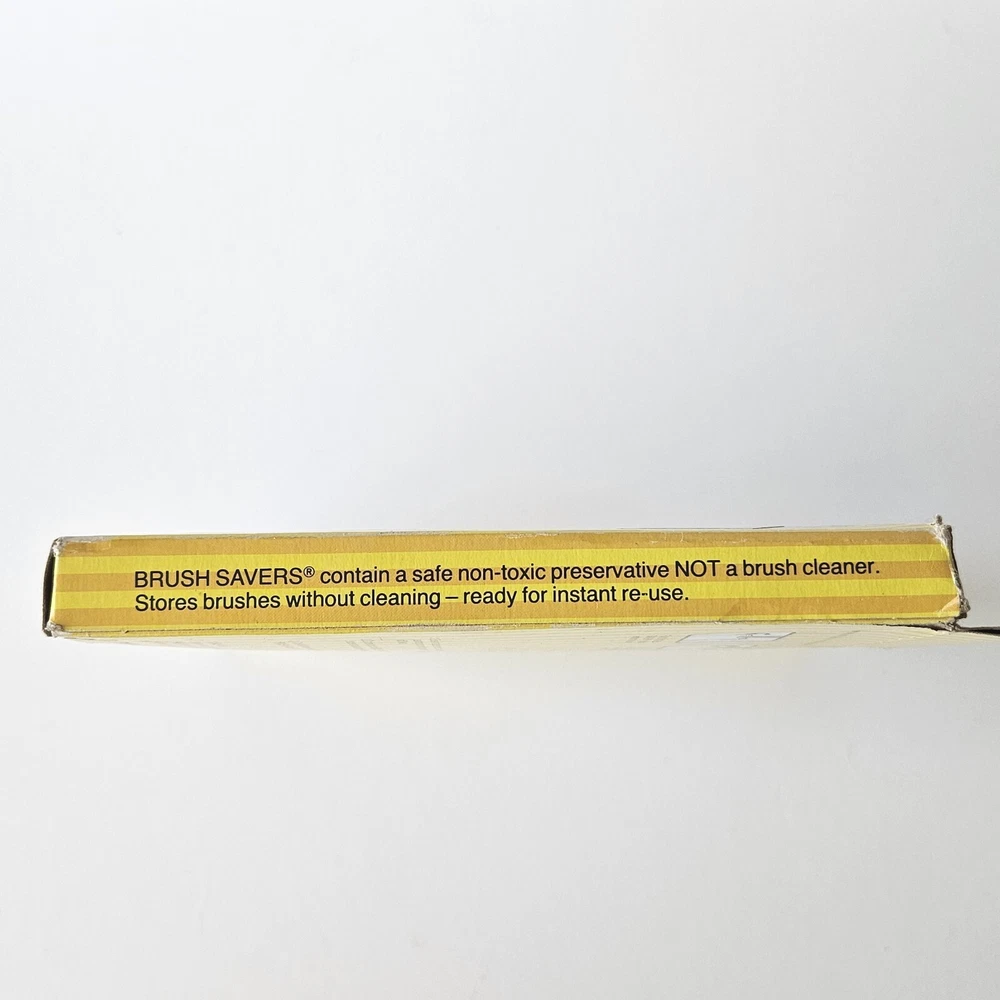 BRUSH SAVERS® contain a safe non-toxic preservative NOT a brush cleaner.
Stores brushes without cleaning – ready for instant re-use.